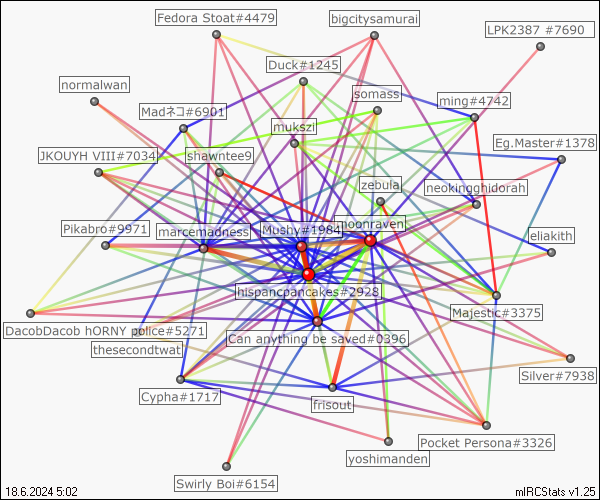 Fedora Stoat#4479
bigcitysamurai
LPK2387 #7690
Duck#1245
normalwan
somass
ming#4742
Madネコ#6901
mukszi
Eg.Master#1378
JKOUYH VIII#7034
shawntee9
zebula
neokingghidorah
Pikabro#9971
marcemadness
Mushy#1984
moonraven
eliakith
hispancpancakes#2928
Majestic#3375
DacobDacob hORNY police#5271
Can anything be saved#0396
thesecondtwat
Silver#7938
Cypha#1717
frisout
Pocket Persona#3326
yoshimanden
Swirly Boi#6154
18.6.2024 5:02
mIRCStats v1.25